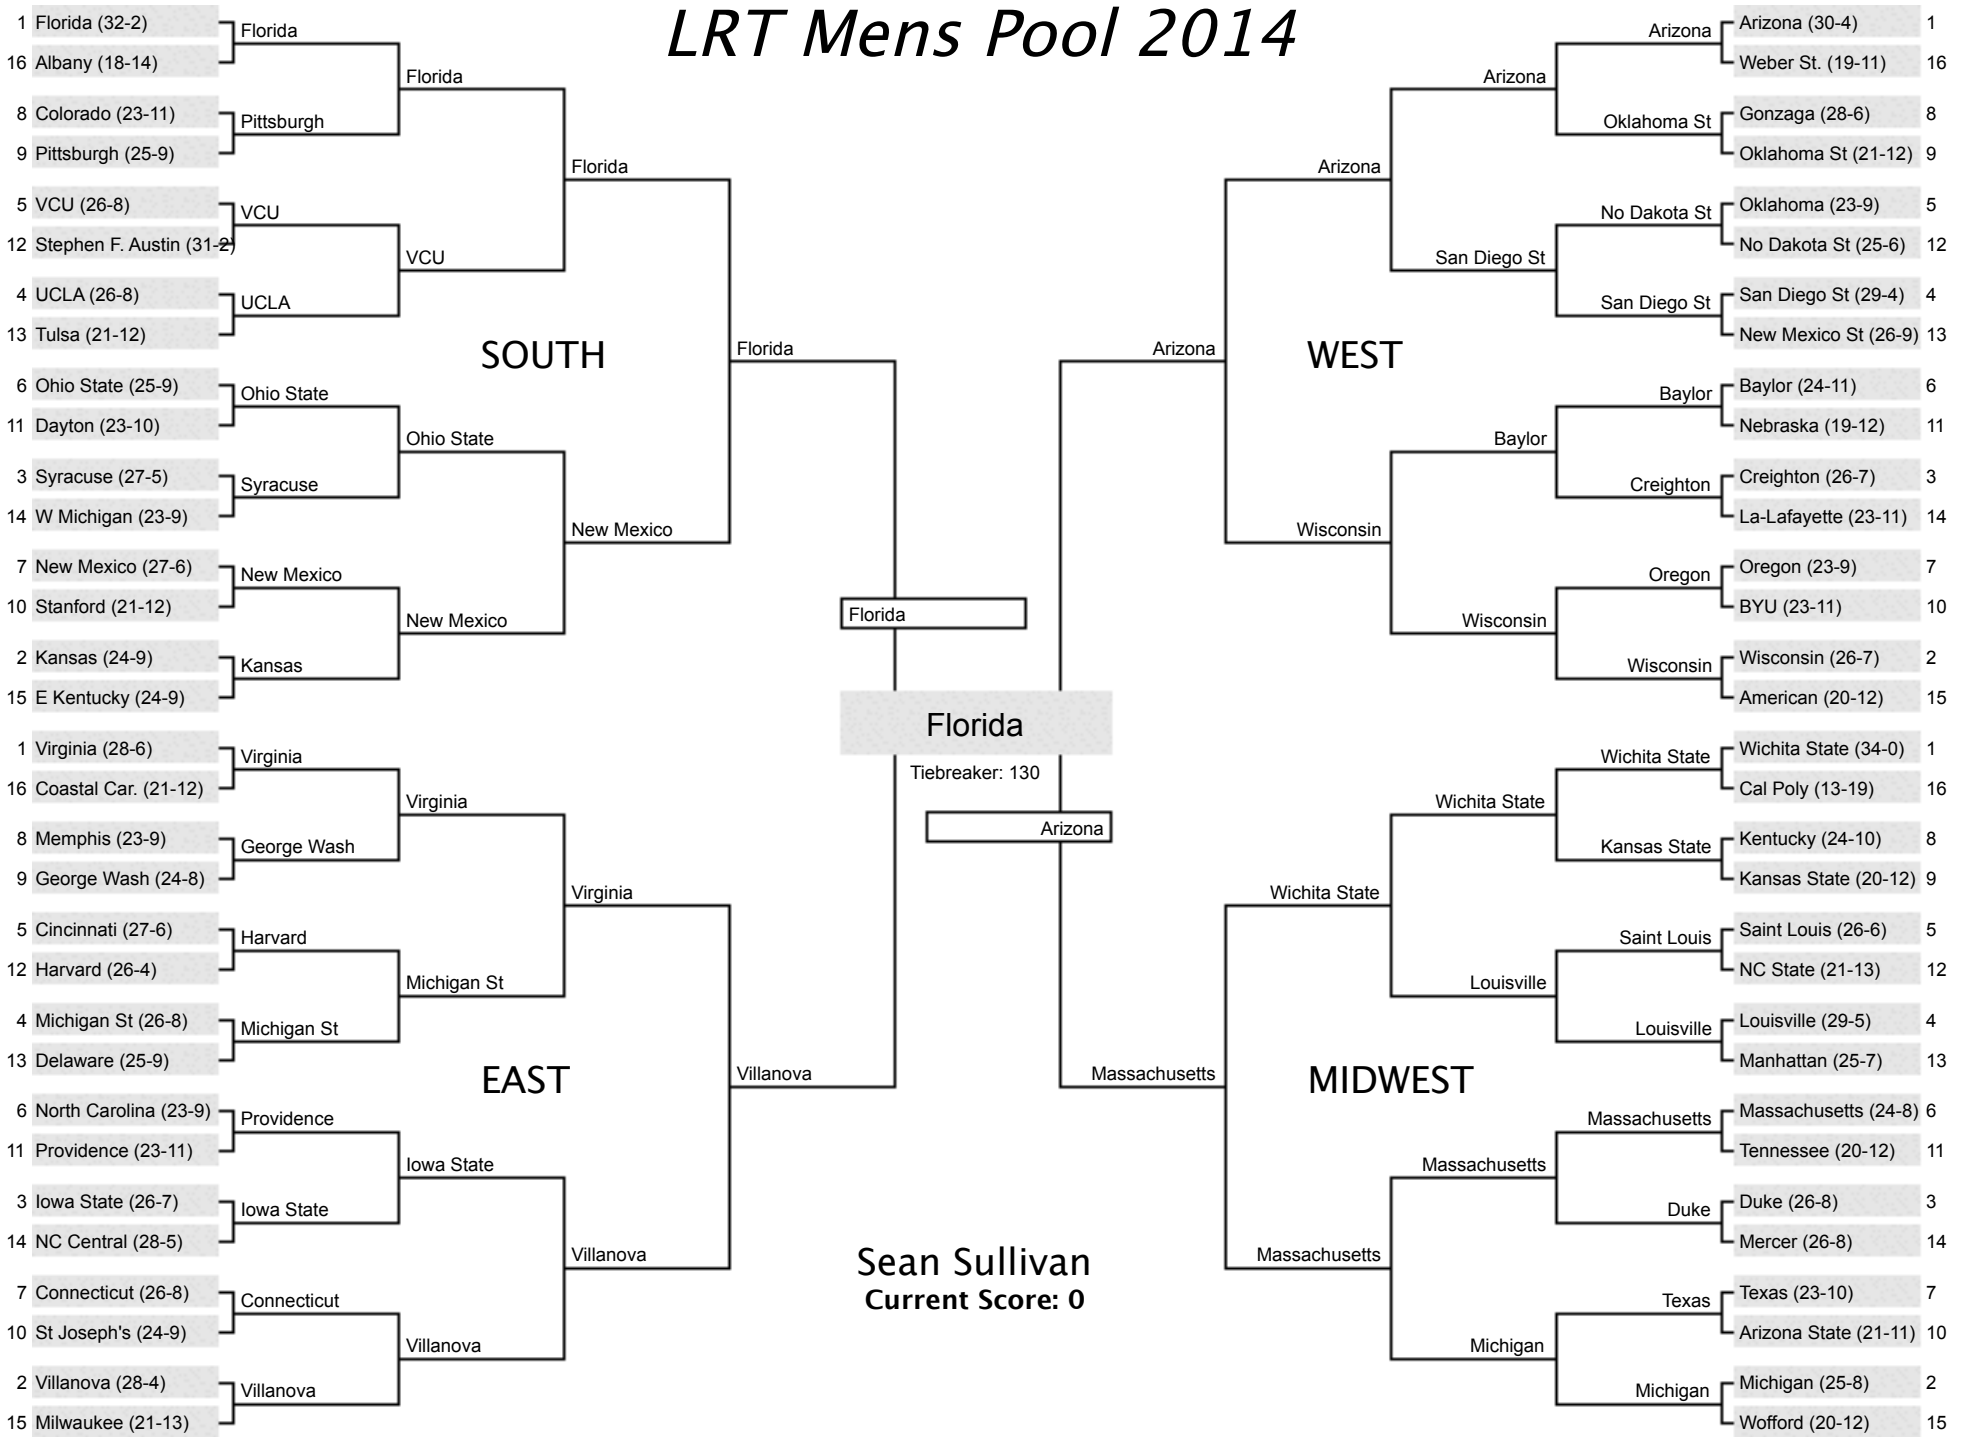 LRT Mens Pool 2014
1 Florida (32-2)
16 Albany (18-14)
8 Colorado (23-11)
9 Pittsburgh (25-9)
5 VCU (26-8)
12 Stephen F. Austin (31-2)
4 UCLA (26-8)
13 Tulsa (21-12)
6 Ohio State (25-9)
11 Dayton (23-10)
3 Syracuse (27-5)
14 W Michigan (23-9)
7 New Mexico (27-6)
10 Stanford (21-12)
2 Kansas (24-9)
15 E Kentucky (24-9)
Florida
Pittsburgh
VCU
UCLA
Ohio State
Syracuse
New Mexico
Kansas
Florida
VCU
Ohio State
New Mexico
Florida
New Mexico
SOUTH
Florida
1 Virginia (28-6)
16 Coastal Car. (21-12)
8 Memphis (23-9)
9 George Wash (24-8)
5 Cincinnati (27-6)
12 Harvard (26-4)
4 Michigan St (26-8)
13 Delaware (25-9)
6 North Carolina (23-9)
11 Providence (23-11)
3 Iowa State (26-7)
14 NC Central (28-5)
7 Connecticut (26-8)
10 St Joseph's (24-9)
2 Villanova (28-4)
15 Milwaukee (21-13)
Virginia
George Wash
Harvard
Michigan St
Providence
Iowa State
Connecticut
Villanova
Virginia
Michigan St
Iowa State
Villanova
Virginia
Villanova
EAST
Villanova
Florida
Florida
Tiebreaker: 130
Arizona
Sean Sullivan
Current Score: 0
Arizona
WEST
Arizona
Wisconsin
Arizona
San Diego St
Baylor
Wisconsin
Arizona
Oklahoma St
No Dakota St
San Diego St
Baylor
Creighton
Oregon
Wisconsin
Arizona (30-4) 1
Weber St. (19-11) 16
Gonzaga (28-6) 8
Oklahoma St (21-12) 9
Oklahoma (23-9) 5
No Dakota St (25-6) 12
San Diego St (29-4) 4
New Mexico St (26-9) 13
Baylor (24-11) 6
Nebraska (19-12) 11
Creighton (26-7) 3
La-Lafayette (23-11) 14
Oregon (23-9) 7
BYU (23-11) 10
Wisconsin (26-7) 2
American (20-12) 15
Massachusetts
MIDWEST
Wichita State
Massachusetts
Wichita State
Louisville
Massachusetts
Michigan
Wichita State
Kansas State
Saint Louis
Louisville
Massachusetts
Duke
Texas
Michigan
Wichita State (34-0) 1
Cal Poly (13-19) 16
Kentucky (24-10) 8
Kansas State (20-12) 9
Saint Louis (26-6) 5
NC State (21-13) 12
Louisville (29-5) 4
Manhattan (25-7) 13
Massachusetts (24-8) 6
Tennessee (20-12) 11
Duke (26-8) 3
Mercer (26-8) 14
Texas (23-10) 7
Arizona State (21-11) 10
Michigan (25-8) 2
Wofford (20-12) 15